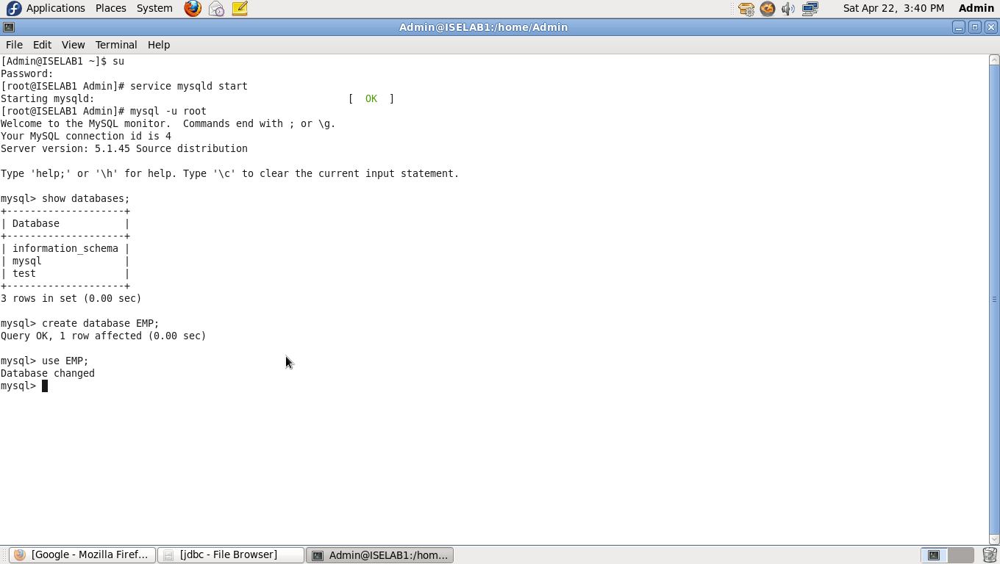 Applications Places System
Sat Apr 22, 3:40 PM Admin
Admin@ISELAB1:/home/Admin
File Edit View Terminal Help
[Admin@ISELAB1 ~]$ su
Password:
[root@ISELAB1 Admin]# service mysqld start
Starting mysqld:                                           [  OK  ]
[root@ISELAB1 Admin]# mysql -u root
Welcome to the MySQL monitor.  Commands end with ; or \g.
Your MySQL connection id is 4
Server version: 5.1.45 Source distribution

Type 'help;' or '\h' for help. Type '\c' to clear the current input statement.

mysql> show databases;
+--------------------+
| Database           |
+--------------------+
| information_schema |
| mysql              |
| test               |
+--------------------+
3 rows in set (0.00 sec)

mysql> create database EMP;
Query OK, 1 row affected (0.00 sec)

mysql> use EMP;
Database changed
mysql>
[Google - Mozilla Firef...
[jdbc - File Browser]
Admin@ISELAB1:/hom...